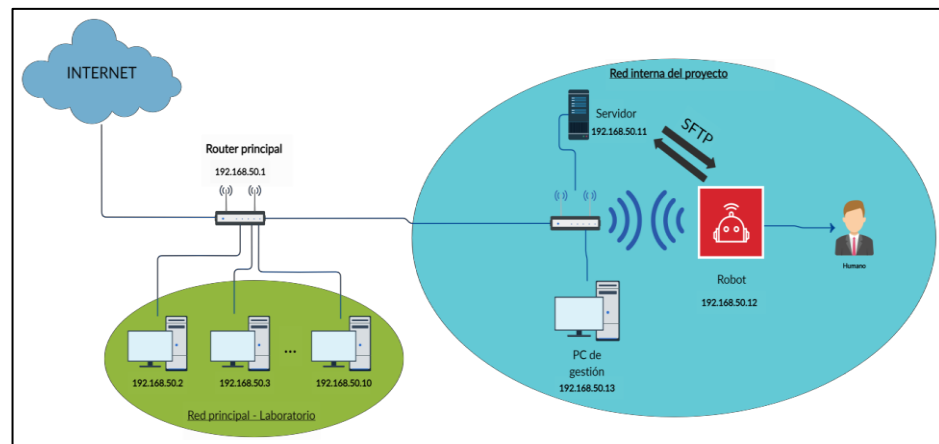 INTERNET
Router principal
192.168.50.1
192.168.50.2
192.168.50.3
...
192.168.50.10
Red principal - Laboratorio
Red interna del proyecto
Servidor
192.168.50.11
SFTP
Robot
192.168.50.12
Humano
PC de
gestión
192.168.50.13